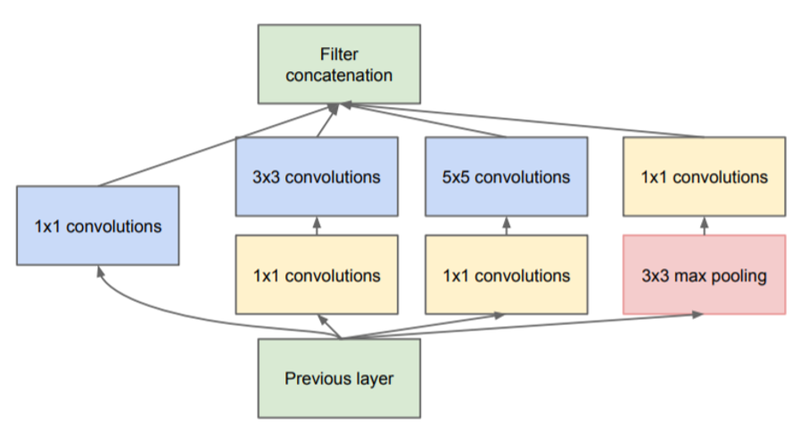 Filter
concatenation
3x3 convolutions
5x5 convolutions
1x1 convolutions
1x1 convolutions
1x1 convolutions
1x1 convolutions
3x3 max pooling
Previous layer